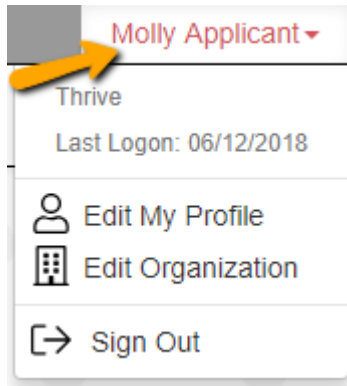 Molly Applicant
Thrive
Last Logon: 06/12/2018
Edit My Profile
Edit Organization
Sign Out